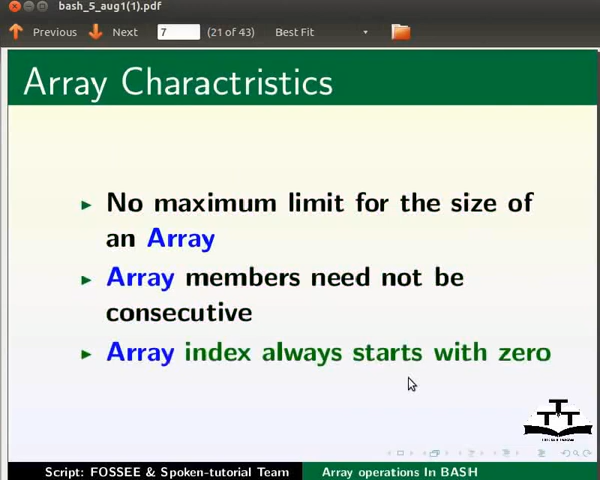 bash_5_aug1(1).pdf
Previous Next 7 (21 of 43) Best Fit
Array Charactristics
No maximum limit for the size of
an Array
Array members need not be
consecutive
Array index always starts with zero
Script: FOSSEE & Spoken-tutorial Team Array operations In BASH